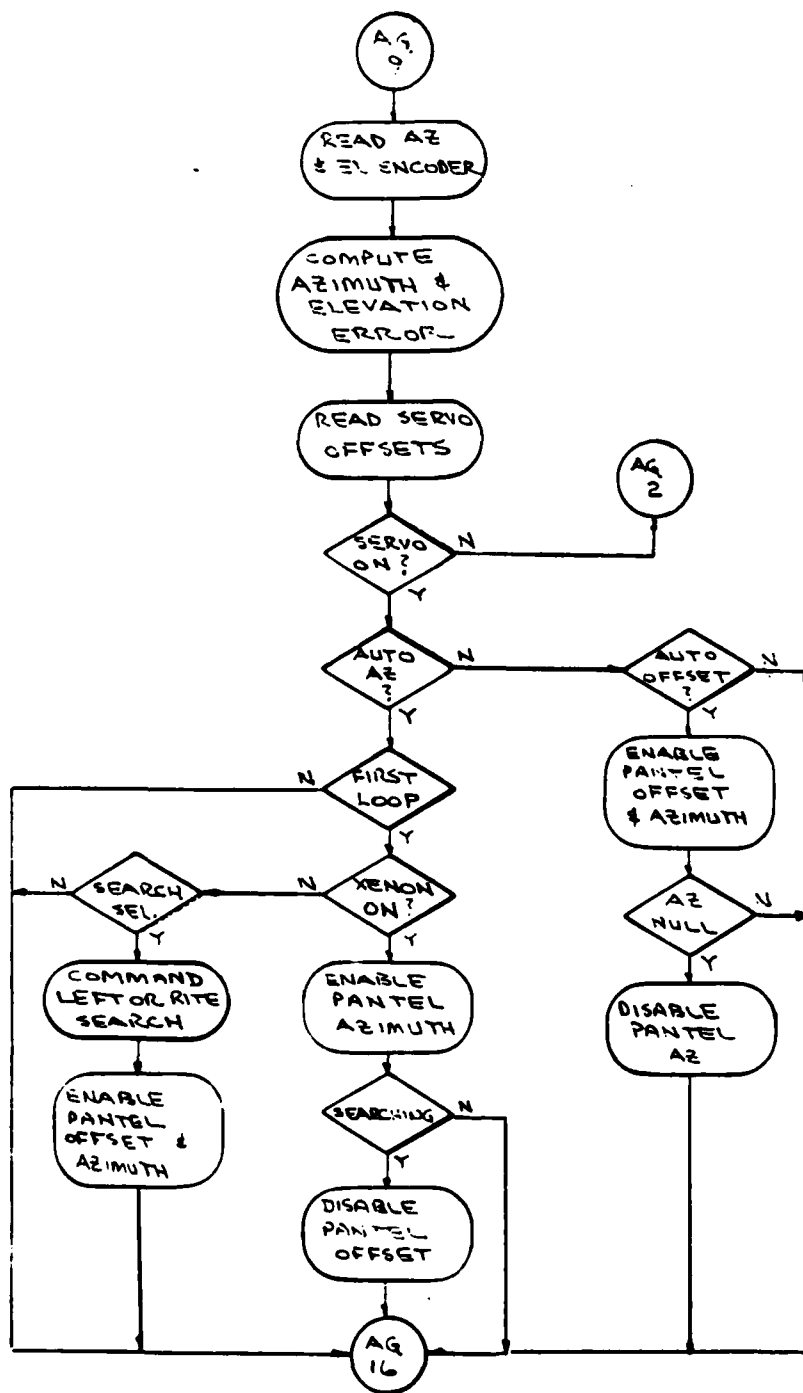 AG
9
READ AZ
& EL ENCODER
COMPUTE
AZIMUTH &
ELEVATION
ERROR
READ SERVO
OFFSETS
AG
2
SERVO
ON?
N
Y
AUTO
AZ
?
N
Y
AUTO
OFFSET
?
N
Y
FIRST
LOOP
N
Y
ENABLE
PANTEL
OFFSET
& AZIMUTH
SEARCH
SEL.
N
Y
XENON
ON?
N
Y
AZ
NULL
N
Y
COMMAND
LEFT OR RITE
SEARCH
ENABLE
PANTEL
AZIMUTH
DISABLE
PANTEL
AZ
ENABLE
PANTEL
OFFSET &
AZIMUTH
SEARCHING
N
Y
DISABLE
PANTEL
OFFSET
AG
16